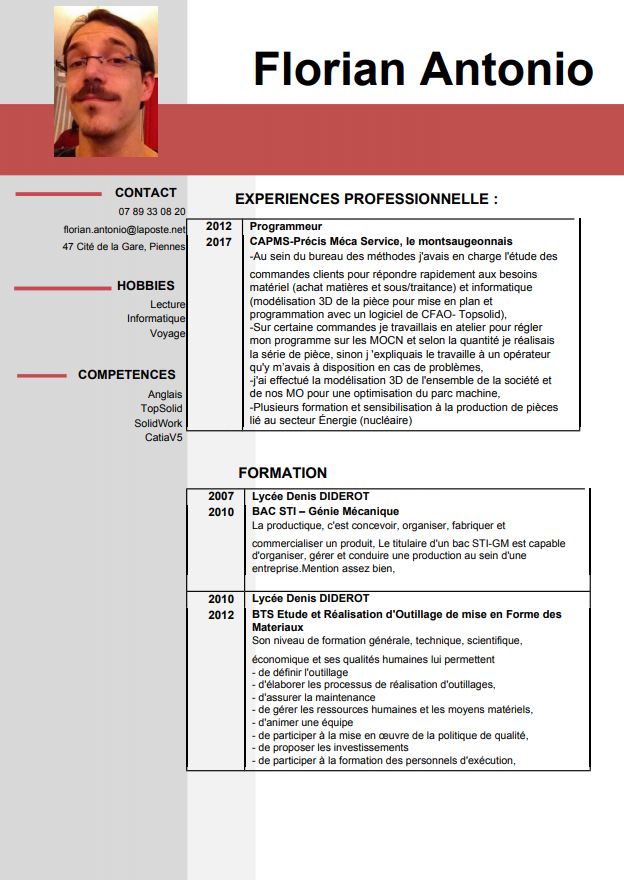 Florian Antonio
CONTACT
07 89 33 08 20
florian.antonio@laposte.net
47 Cité de la Gare, Piennes
HOBBIES
Lecture
Informatique
Voyage
COMPETENCES
Anglais
TopSolid
SolidWork
CatiaV5
EXPERIENCES PROFESSIONNELLE :
2012 Programmeur
2017 CAPMS-Précis Méca Service, le montsaugeonnais
-Au sein du bureau des méthodes j'avais en charge l'étude des
commandes clients pour répondre rapidement aux besoins
matériel (achat matières et sous/traitance) et informatique
(modélisation 3D de la pièce pour mise en plan et
programmation avec un logiciel de CFAO- Topsolid),
-Sur certaine commandes je travaillais en atelier pour régler
mon programme sur les MOCN et selon la quantité je réalisais
la série de pièce, sinon j 'expliquais le travaille à un opérateur
qu'y m'avais à disposition en cas de problèmes,
-j'ai effectué la modélisation 3D de l'ensemble de la société et
de nos MO pour une optimisation du parc machine,
-Plusieurs formation et sensibilisation à la production de pièces
lié au secteur Énergie (nucléaire)
FORMATION
2007 Lycée Denis DIDEROT
2010 BAC STI – Génie Mécanique
La productique, c'est concevoir, organiser, fabriquer et
commercialiser un produit, Le titulaire d'un bac STI-GM est capable
d'organiser, gérer et conduire une production au sein d'une
entreprise.Mention assez bien,
2010 Lycée Denis DIDEROT
2012 BTS Etude et Réalisation d'Outillage de mise en Forme des
Materiaux
Son niveau de formation générale, technique, scientifique,
économique et ses qualités humaines lui permettent
- de définir l'outillage
- d'élaborer les processus de réalisation d'outillages,
- d'assurer la maintenance
- de gérer les ressources humaines et les moyens matériels,
- d'animer une équipe
- de participer à la mise en œuvre de la politique de qualité,
- de proposer les investissements
- de participer à la formation des personnels d'exécution,